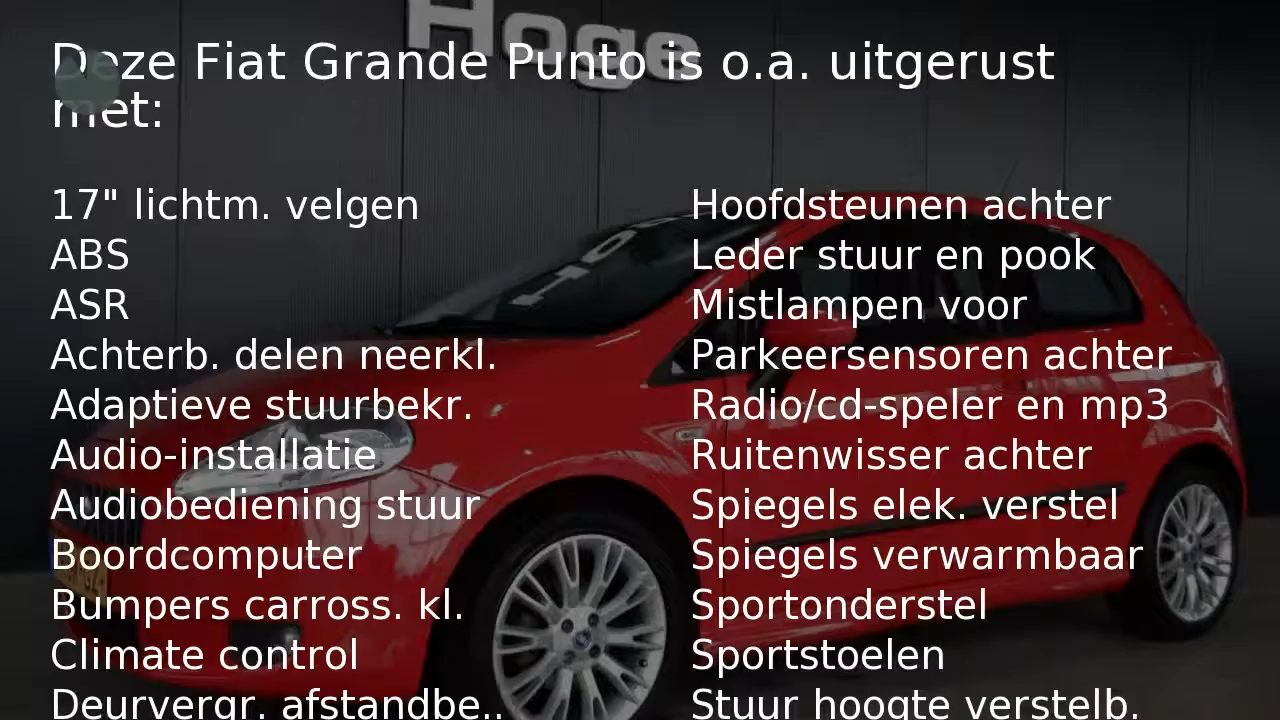 Hoge
Deze Fiat Grande Punto is o.a. uitgerust
met:
17" lichtm. velgen
ABS
ASR
Achterb. delen neerkl.
Adaptieve stuurbekr.
Audio-installatie
Audiobediening stuur
Boordcomputer
Bumpers carross. kl.
Climate control
Deurvergr. afstandbe..
Hoofdsteunen achter
Leder stuur en pook
Mistlampen voor
Parkeersensoren achter
Radio/cd-speler en mp3
Ruitenwisser achter
Spiegels elek. verstel
Spiegels verwarmbaar
Sportonderstel
Sportstoelen
Stuur hoogte verstelb.